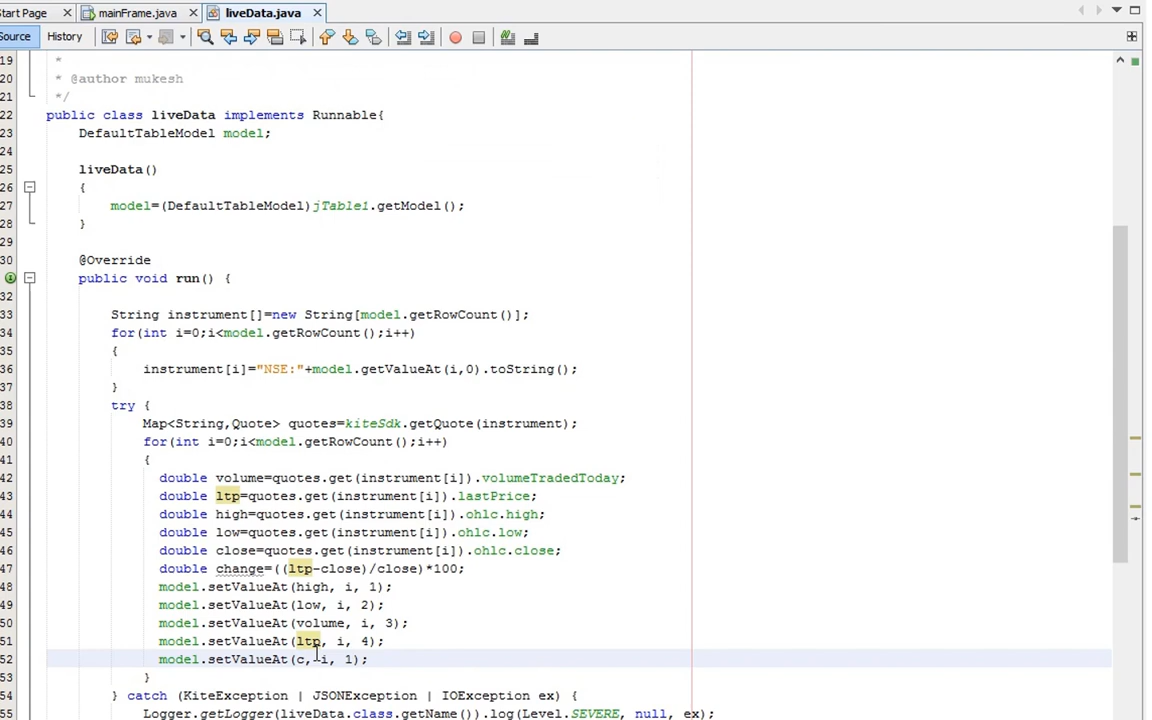 tart Page mainFrame.java liveData.java
Source History
19 *
20 * @author mukesh
21 */
22 public class liveData implements Runnable{
23 DefaultTableModel model;
24
25 liveData()
26 {
27 model=(DefaultTableModel)jTable1.getModel();
28 }
29
30 @Override
public void run() {
32
33 String instrument[]=new String[model.getRowCount()];
34 for(int i=0;i<model.getRowCount();i++)
35 {
36 instrument[i]="NSE:"+model.getValueAt(i,0).toString();
37 }
38 try {
39 Map<String,Quote> quotes=kiteSdk.getQuote(instrument);
40 for(int i=0;i<model.getRowCount();i++)
41 {
42 double volume=quotes.get(instrument[i]).volumeTradedToday;
43 double ltp=quotes.get(instrument[i]).lastPrice;
44 double high=quotes.get(instrument[i]).ohlc.high;
45 double low=quotes.get(instrument[i]).ohlc.low;
46 double close=quotes.get(instrument[i]).ohlc.close;
47 double change=((ltp-close)/close)*100;
48 model.setValueAt(high, i, 1);
49 model.setValueAt(low, i, 2);
50 model.setValueAt(volume, i, 3);
51 model.setValueAt(ltp, i, 4);
52 model.setValueAt(c, i, 1);
53 }
54 } catch (KiteException | JSONException | IOException ex) {
55 Logger.getLogger(liveData.class.getName()).log(Level.SEVERE, null, ex);